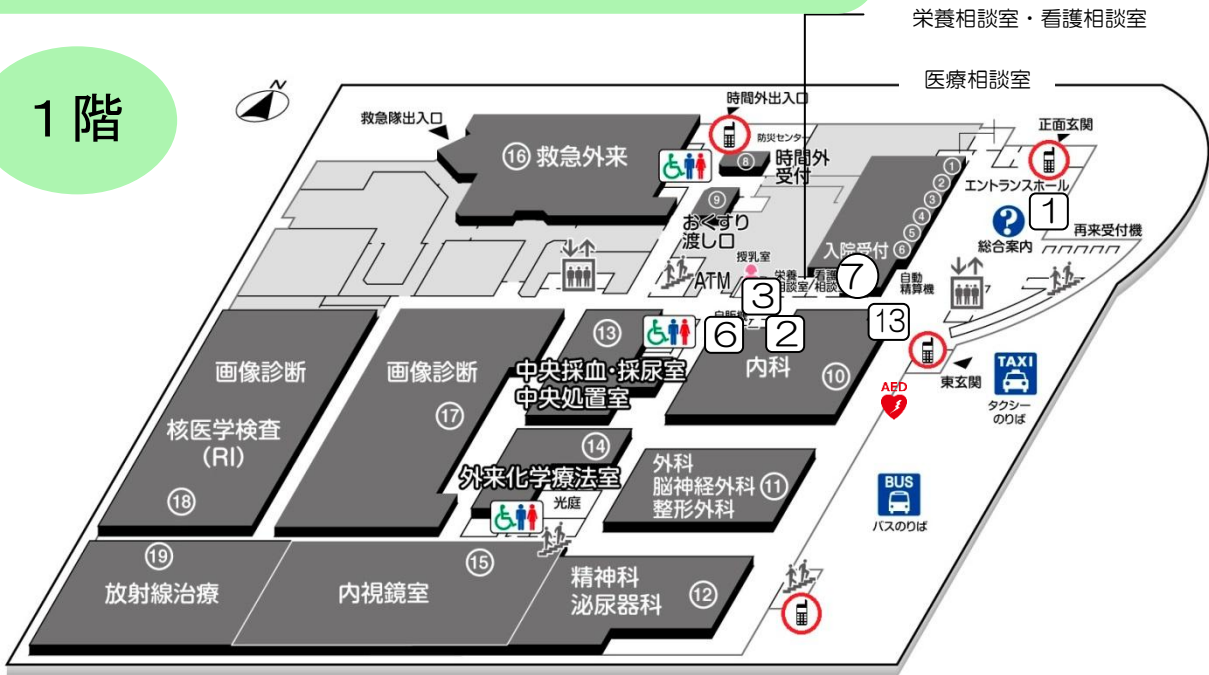 栄養相談室・看護相談室
医療相談室
1階
N
時間外出入口
救急隊出入口
防災センター
正面玄関
⑯ 救急外来
⑧
時間外
受付
①
②
③
④
⑤
⑥
エントランスホール
1
?
総合案内
再来受付機
⑨
おくすり
渡し口
入院受付
授乳室
ATM
栄養
相談室
看護
相談
⑦
自動
精算機
7
3
6
2
13
⑬
中央採血・採尿室
中央処置室
内科
⑩
東玄関
TAXI
タクシー
のりば
AED
画像診断
核医学検査
(RI)
⑱
画像診断
⑰
⑭
外来化学療法室
光庭
外科
脳神経外科
整形外科
⑪
BUS
バスのりば
⑲
放射線治療
⑮
内視鏡室
精神科
泌尿器科
⑫